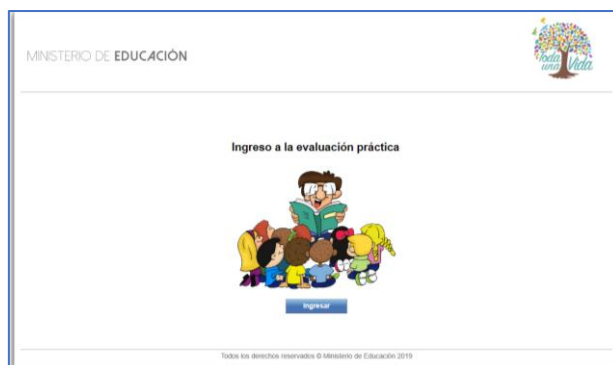 MINISTERIO DE EDUCACIÓN
Toda
una Vida
Ingreso a la evaluación práctica
Ingresar
Todos los derechos reservados © Ministerio de Educación 2019